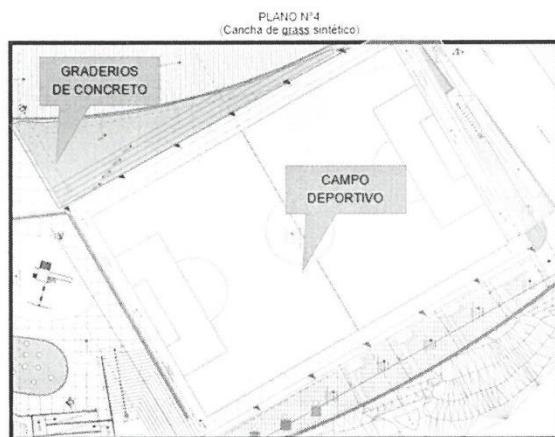 PLANO N°4
(Cancha de grass sintético)
GRADERIOS
DE CONCRETO
CAMPO
DEPORTIVO